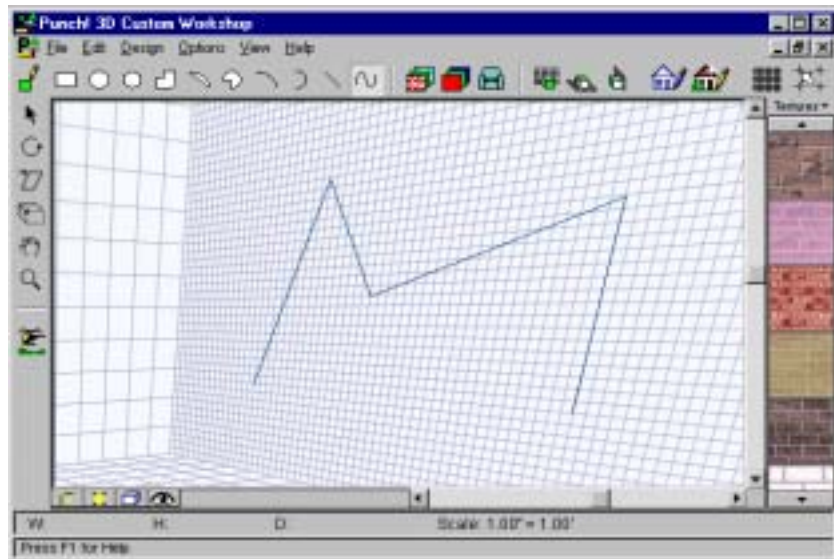 Punch! 3D Custom Workshop
File Edit Design Options View Help
Textures
W: H: D: Scale: 1.00" = 1.00'
Press F1 for Help